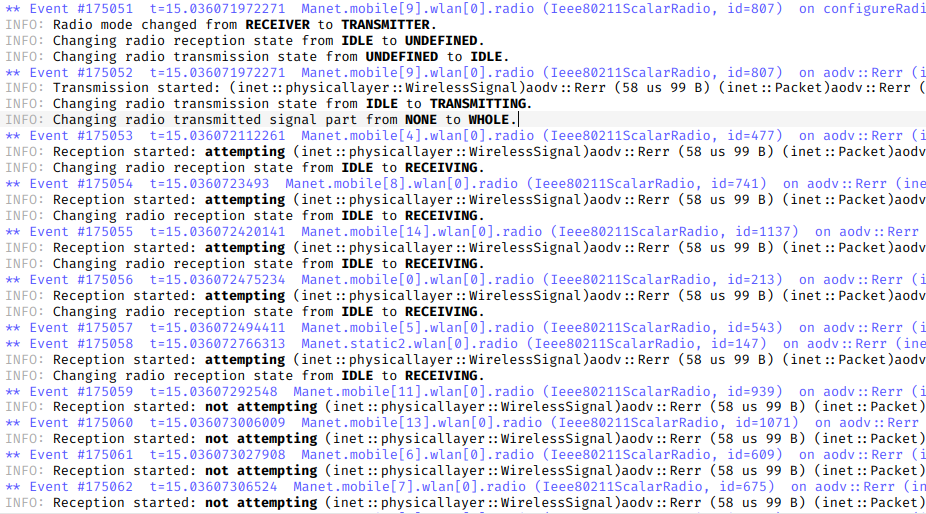 ** Event #175051  t=15.036071972271  Manet.mobile[9].wlan[0].radio (Ieee80211ScalarRadio, id=807)  on configureRadi
INFO: Radio mode changed from RECEIVER to TRANSMITTER.
INFO: Changing radio reception state from IDLE to UNDEFINED.
INFO: Changing radio transmission state from UNDEFINED to IDLE.
** Event #175052  t=15.036071972271  Manet.mobile[9].wlan[0].radio (Ieee80211ScalarRadio, id=807)  on aodv::Rerr (i
INFO: Transmission started: (inet::physicallayer::WirelessSignal)aodv::Rerr (58 us 99 B) (inet::Packet)aodv::Rerr (
INFO: Changing radio transmission state from IDLE to TRANSMITTING.
INFO: Changing radio transmitted signal part from NONE to WHOLE.
** Event #175053  t=15.036072112261  Manet.mobile[4].wlan[0].radio (Ieee80211ScalarRadio, id=477)  on aodv::Rerr (i
INFO: Reception started: attempting (inet::physicallayer::WirelessSignal)aodv::Rerr (58 us 99 B) (inet::Packet)aodv
INFO: Changing radio reception state from IDLE to RECEIVING.
** Event #175054  t=15.0360723493  Manet.mobile[8].wlan[0].radio (Ieee80211ScalarRadio, id=741)  on aodv::Rerr (ine
INFO: Reception started: attempting (inet::physicallayer::WirelessSignal)aodv::Rerr (58 us 99 B) (inet::Packet)aodv
INFO: Changing radio reception state from IDLE to RECEIVING.
** Event #175055  t=15.036072420141  Manet.mobile[14].wlan[0].radio (Ieee80211ScalarRadio, id=1137)  on aodv::Rerr
INFO: Reception started: attempting (inet::physicallayer::WirelessSignal)aodv::Rerr (58 us 99 B) (inet::Packet)aodv
INFO: Changing radio reception state from IDLE to RECEIVING.
** Event #175056  t=15.036072475234  Manet.mobile[0].wlan[0].radio (Ieee80211ScalarRadio, id=213)  on aodv::Rerr (i
INFO: Reception started: attempting (inet::physicallayer::WirelessSignal)aodv::Rerr (58 us 99 B) (inet::Packet)aodv
INFO: Changing radio reception state from IDLE to RECEIVING.
** Event #175057  t=15.036072494411  Manet.mobile[5].wlan[0].radio (Ieee80211ScalarRadio, id=543)  on aodv::Rerr (i
** Event #175058  t=15.036072766313  Manet.static2.wlan[0].radio (Ieee80211ScalarRadio, id=147)  on aodv::Rerr (ine
INFO: Reception started: attempting (inet::physicallayer::WirelessSignal)aodv::Rerr (58 us 99 B) (inet::Packet)aodv
INFO: Changing radio reception state from IDLE to RECEIVING.
** Event #175059  t=15.03607292548  Manet.mobile[11].wlan[0].radio (Ieee80211ScalarRadio, id=939)  on aodv::Rerr (i
INFO: Reception started: not attempting (inet::physicallayer::WirelessSignal)aodv::Rerr (58 us 99 B) (inet::Packet)
** Event #175060  t=15.036073006009  Manet.mobile[13].wlan[0].radio (Ieee80211ScalarRadio, id=1071)  on aodv::Rerr
INFO: Reception started: not attempting (inet::physicallayer::WirelessSignal)aodv::Rerr (58 us 99 B) (inet::Packet)
** Event #175061  t=15.036073027908  Manet.mobile[6].wlan[0].radio (Ieee80211ScalarRadio, id=609)  on aodv::Rerr (i
INFO: Reception started: not attempting (inet::physicallayer::WirelessSignal)aodv::Rerr (58 us 99 B) (inet::Packet)
** Event #175062  t=15.03607306524  Manet.mobile[7].wlan[0].radio (Ieee80211ScalarRadio, id=675)  on aodv::Rerr (in
INFO: Reception started: not attempting (inet::physicallayer::WirelessSignal)aodv::Rerr (58 us 99 B) (inet::Packet)